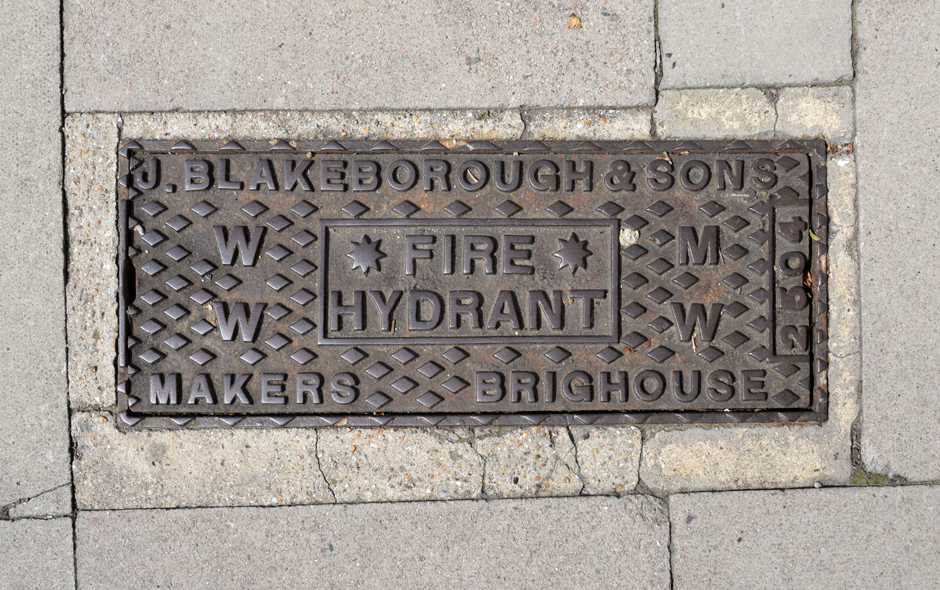 J. BLAKEBOROUGH & SONS
W
W
FIRE
HYDRANT
M
W
2504
MAKERS BRIGHOUSE